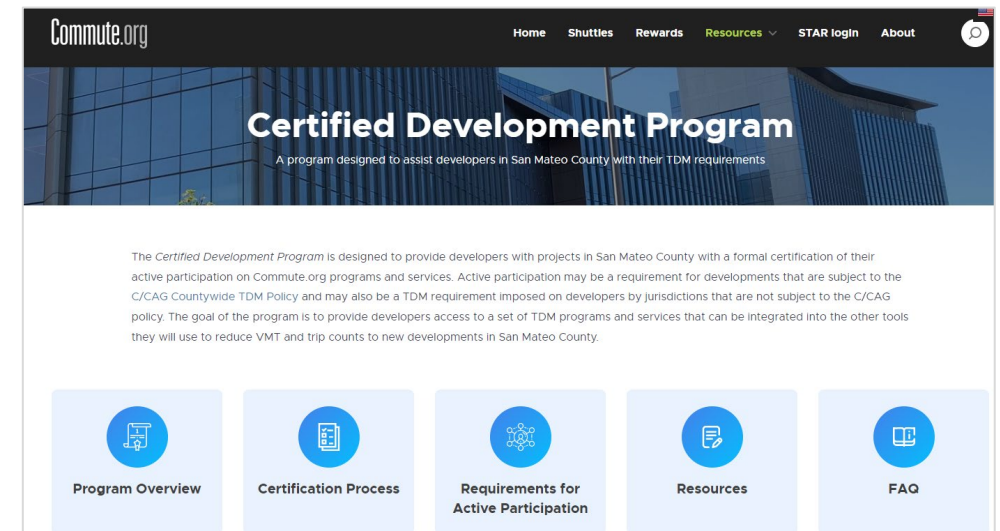 Commute.org
Home Shuttles Rewards Resources STAR login About
Certified Development Program
A program designed to assist developers in San Mateo County with their TDM requirements
The Certified Development Program is designed to provide developers with projects in San Mateo County with a formal certification of their
active participation on Commute.org programs and services. Active participation may be a requirement for developments that are subject to the
C/CAG Countywide TDM Policy and may also be a TDM requirement imposed on developers by jurisdictions that are not subject to the C/CAG
policy. The goal of the program is to provide developers access to a set of TDM programs and services that can be integrated into the other tools
they will use to reduce VMT and trip counts to new developments in San Mateo County.
Program Overview
Certification Process
Requirements for
Active Participation
Resources
FAQ